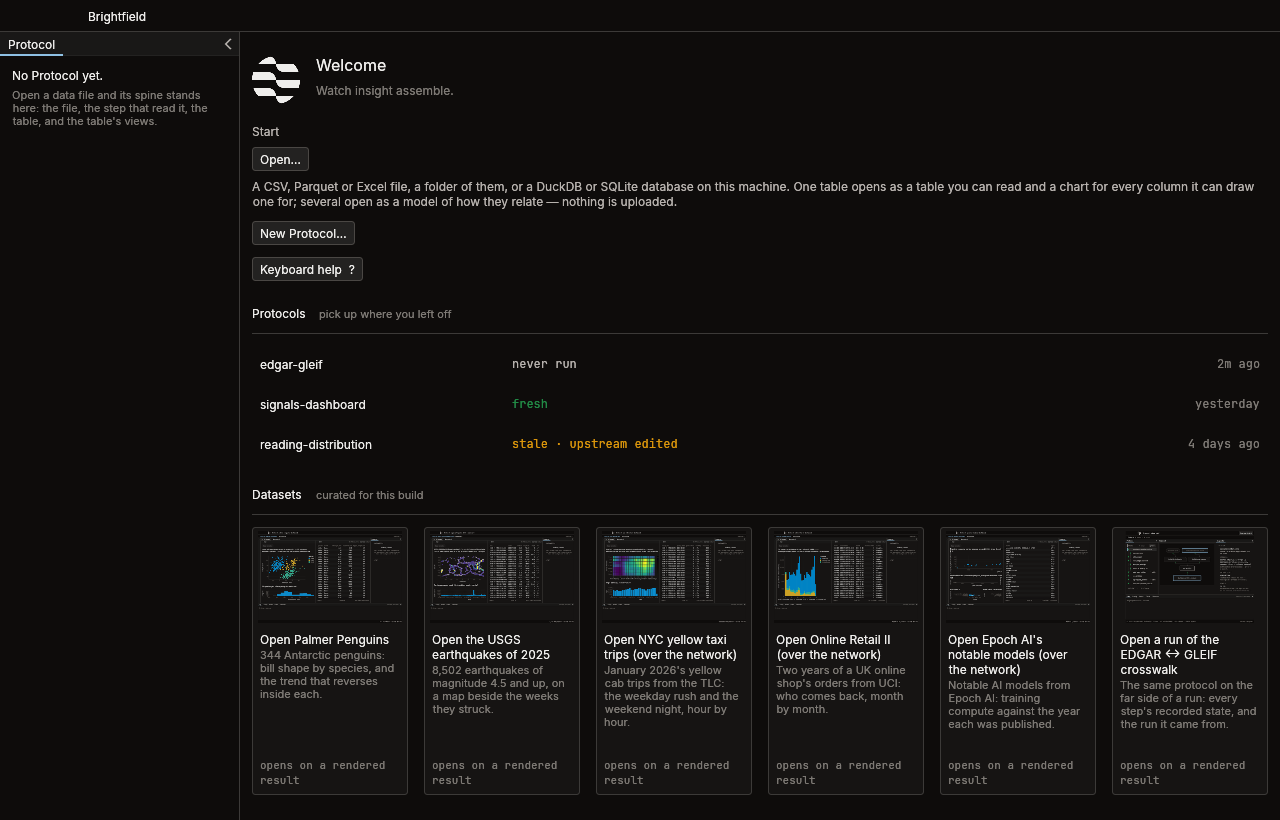 Brightfield
Protocol
No Protocol yet.
Open a data file and its spine stands
here: the file, the step that read it, the
table, and the table's views.
Welcome
Watch insight assemble.
Start
Open...
A CSV, Parquet or Excel file, a folder of them, or a DuckDB or SQLite database on this machine. One table opens as a table you can read and a chart for every column it can draw
one for; several open as a model of how they relate — nothing is uploaded.
New Protocol...
Keyboard help ?
Protocols pick up where you left off
edgar-gleif never run 2m ago
signals-dashboard fresh yesterday
reading-distribution stale · upstream edited 4 days ago
Datasets curated for this build
Open Palmer Penguins
344 Antarctic penguins:
bill shape by species, and
the trend that reverses
inside each.
opens on a rendered
result
Open the USGS
earthquakes of 2025
8,502 earthquakes of
magnitude 4.5 and up, on
a map beside the weeks
they struck.
opens on a rendered
result
Open NYC yellow taxi
trips (over the network)
January 2026's yellow
cab trips from the TLC:
the weekday rush and the
weekend night, hour by
hour.
opens on a rendered
result
Open Online Retail II
(over the network)
Two years of a UK online
shop's orders from UCI:
who comes back, month
by month.
opens on a rendered
result
Open Epoch AI's
notable models (over
the network)
Notable AI models from
Epoch AI: training
compute against the year
each was published.
opens on a rendered
result
Open a run of the
EDGAR ↔ GLEIF
crosswalk
The same protocol on the
far side of a run: every
step's recorded state, and
the run it came from.
opens on a rendered
result